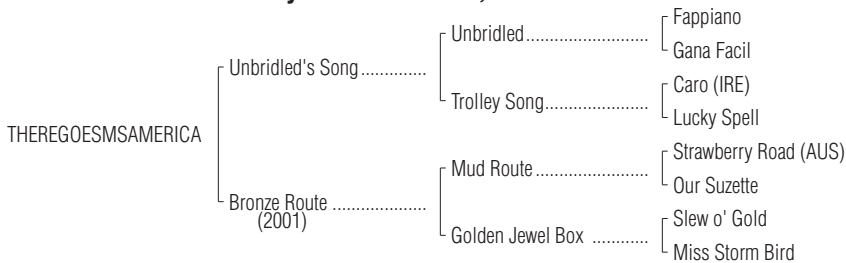 Fappiano
Unbridled..........................
Gana Facil
Unbridled's Song..............
Caro (IRE)
Trolley Song......................
Lucky Spell
THEREGOESMSAMERICA
Strawberry Road (AUS)
Mud Route ........................
Our Suzette
Bronze Route ....................
(2001)
Slew o' Gold
Golden Jewel Box ............
Miss Storm Bird